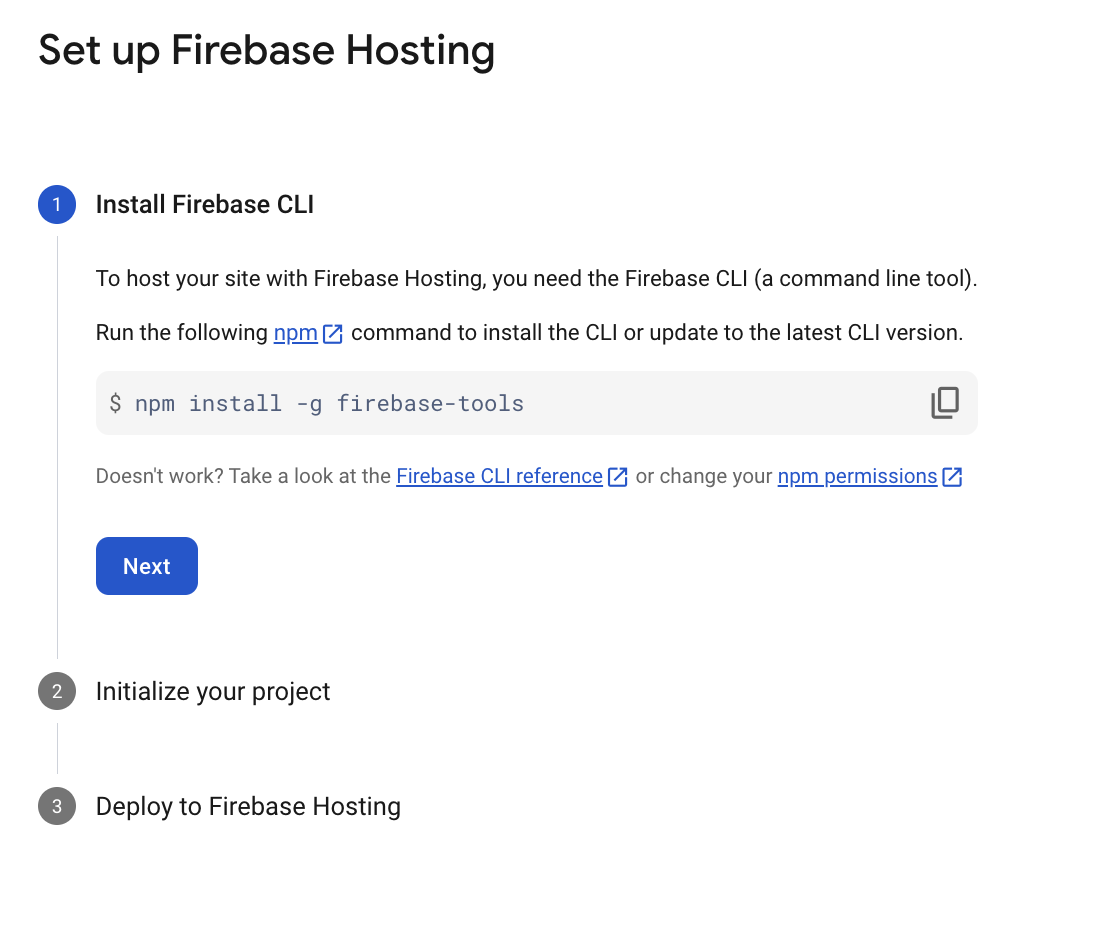 Set up Firebase Hosting
1 Install Firebase CLI
To host your site with Firebase Hosting, you need the Firebase CLI (a command line tool).
Run the following npm command to install the CLI or update to the latest CLI version.
$ npm install -g firebase-tools
Doesn't work? Take a look at the Firebase CLI reference or change your npm permissions
Next
2 Initialize your project
3 Deploy to Firebase Hosting